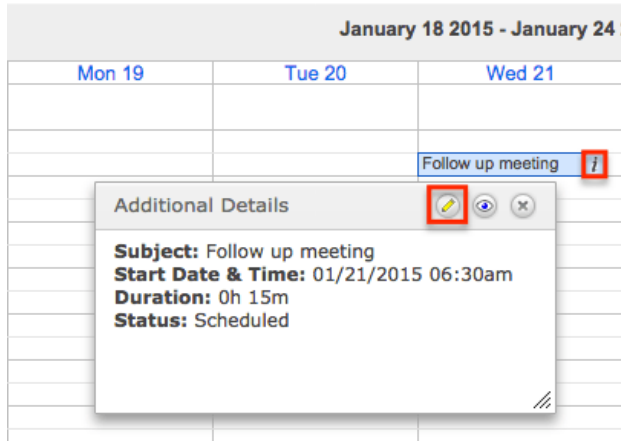 January 18 2015 - January 24
Mon 19 Tue 20 Wed 21
Follow up meeting i
Additional Details
Subject: Follow up meeting
Start Date & Time: 01/21/2015 06:30am
Duration: 0h 15m
Status: Scheduled